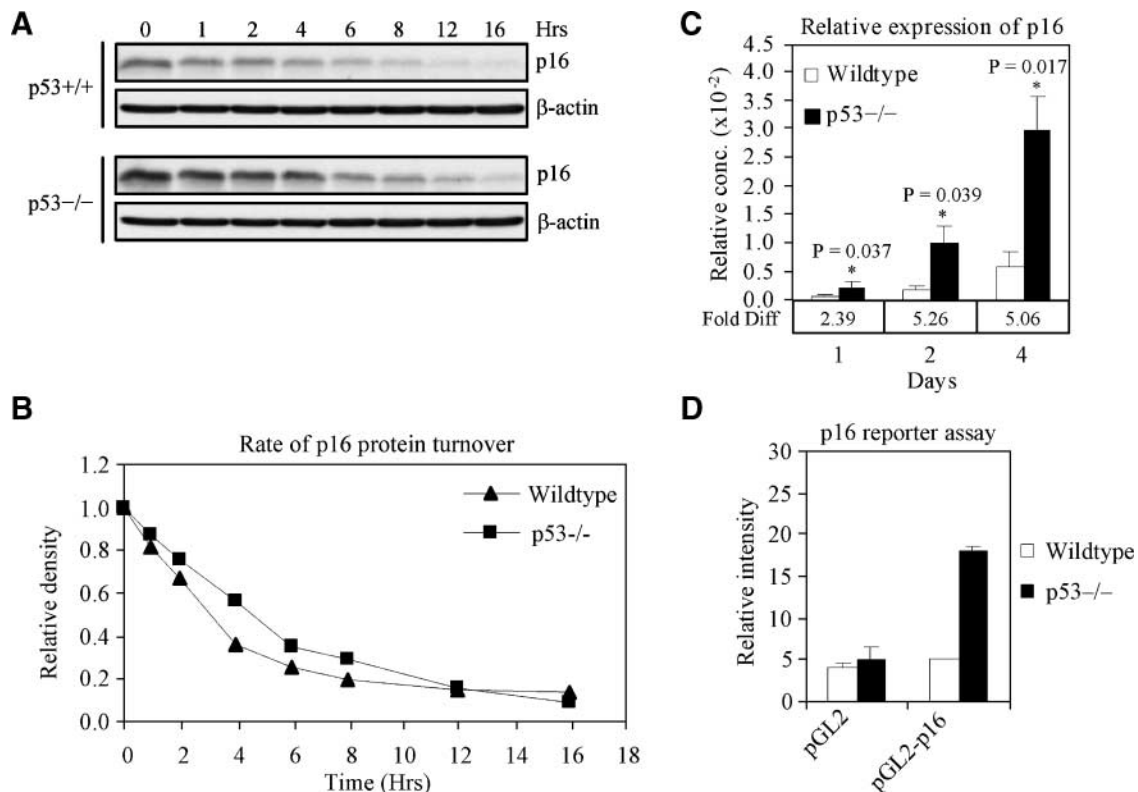 A
0 1 2 4 6 8 12 16 Hrs
p53+/+
p16
β-actin
p53−/−
p16
β-actin
B
Rate of p16 protein turnover
Relative density
1.2
1.0
0.8
0.6
0.4
0.2
0.0
Wildtype
p53-/-
0 2 4 6 8 10 12 14 16 18
Time (Hrs)
C
Relative expression of p16
Relative conc. (x10-2)
4.5
4.0
3.5
3.0
2.5
2.0
1.5
1.0
0.5
0.0
Wildtype
p53−/−
P = 0.037
*
P = 0.039
*
P = 0.017
*
Fold Diff 2.39 5.26 5.06
1 2 4
Days
D
p16 reporter assay
Relative intensity
30
25
20
15
10
5
0
Wildtype
p53−/−
pGL2
pGL2-p16